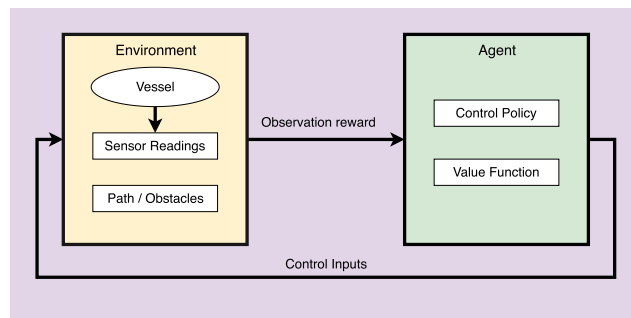 Environment
Agent
Vessel
Control Policy
Observation reward
Sensor Readings
Value Function
Path / Obstacles
Control Inputs